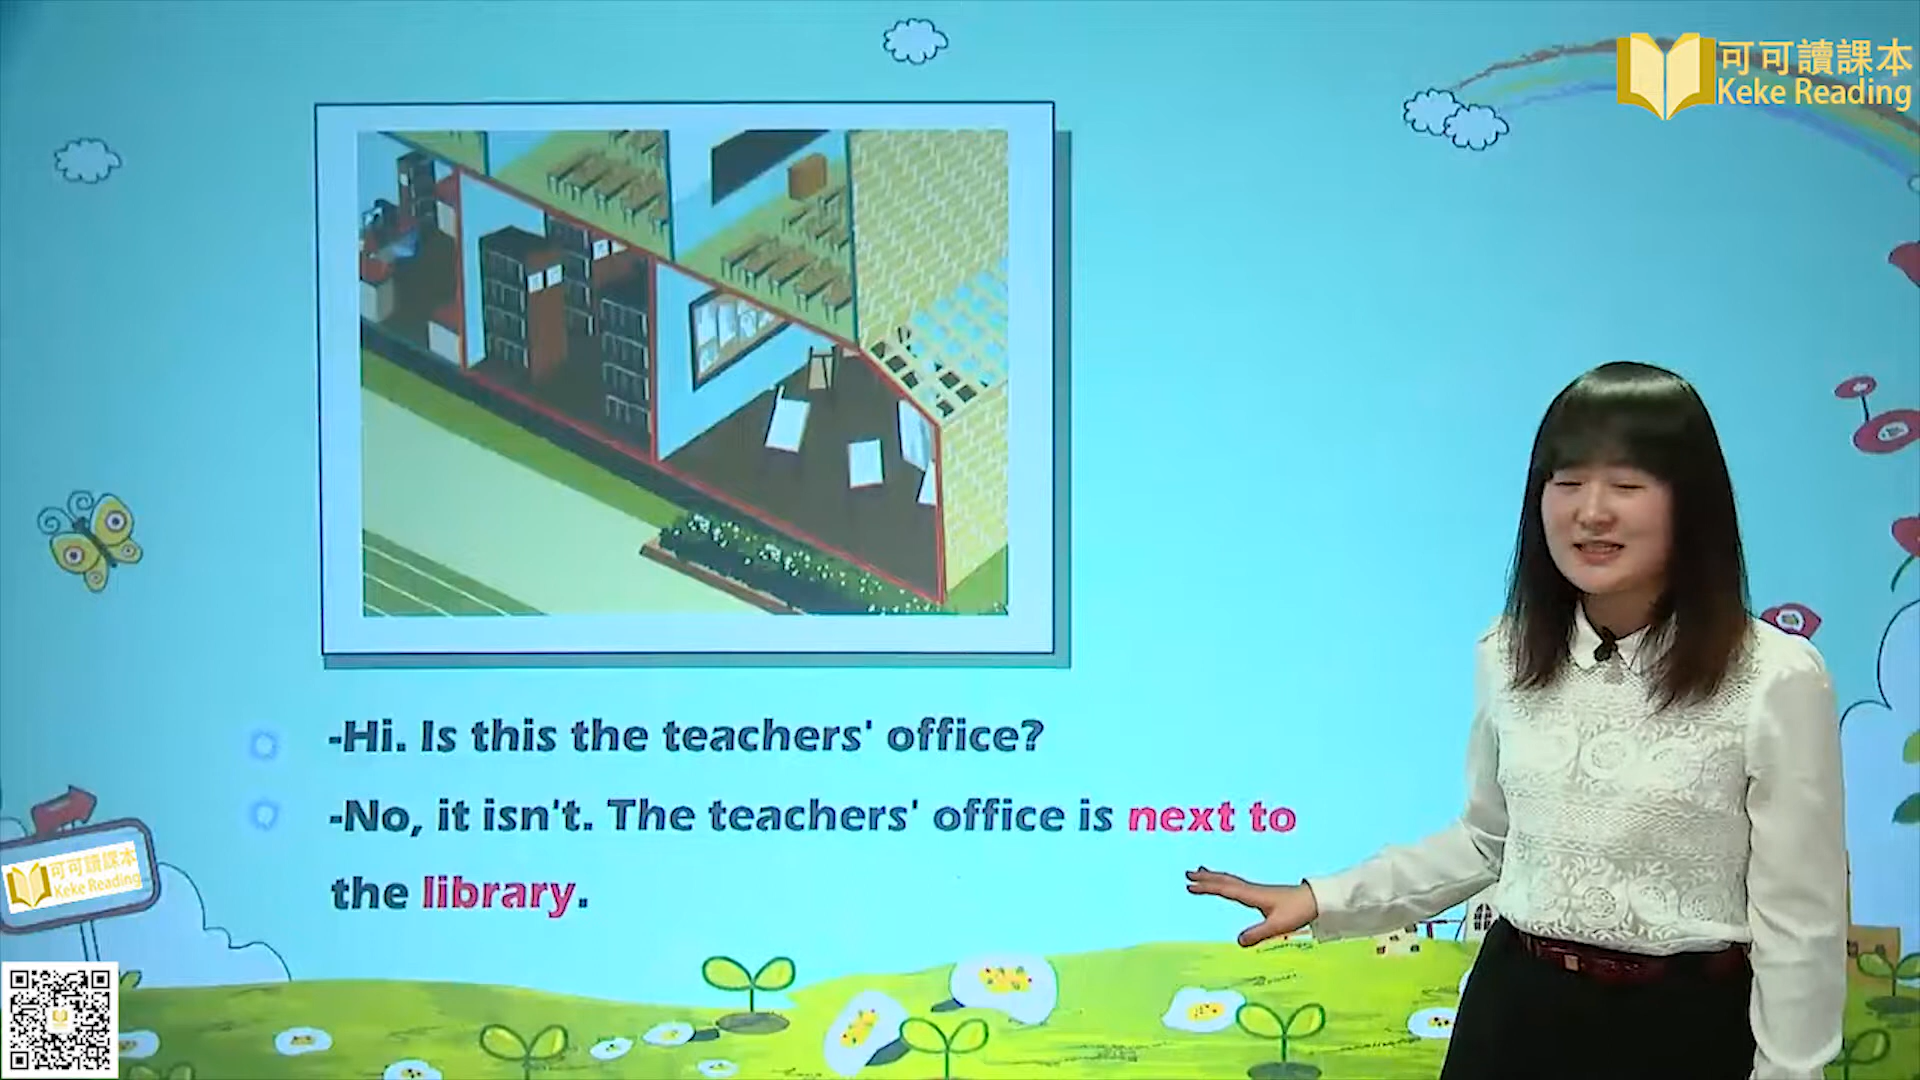 可可讀課本
Keke Reading
-Hi. Is this the teachers' office?
-No, it isn't. The teachers' office is next to
the library.
可可讀課本
Keke Reading